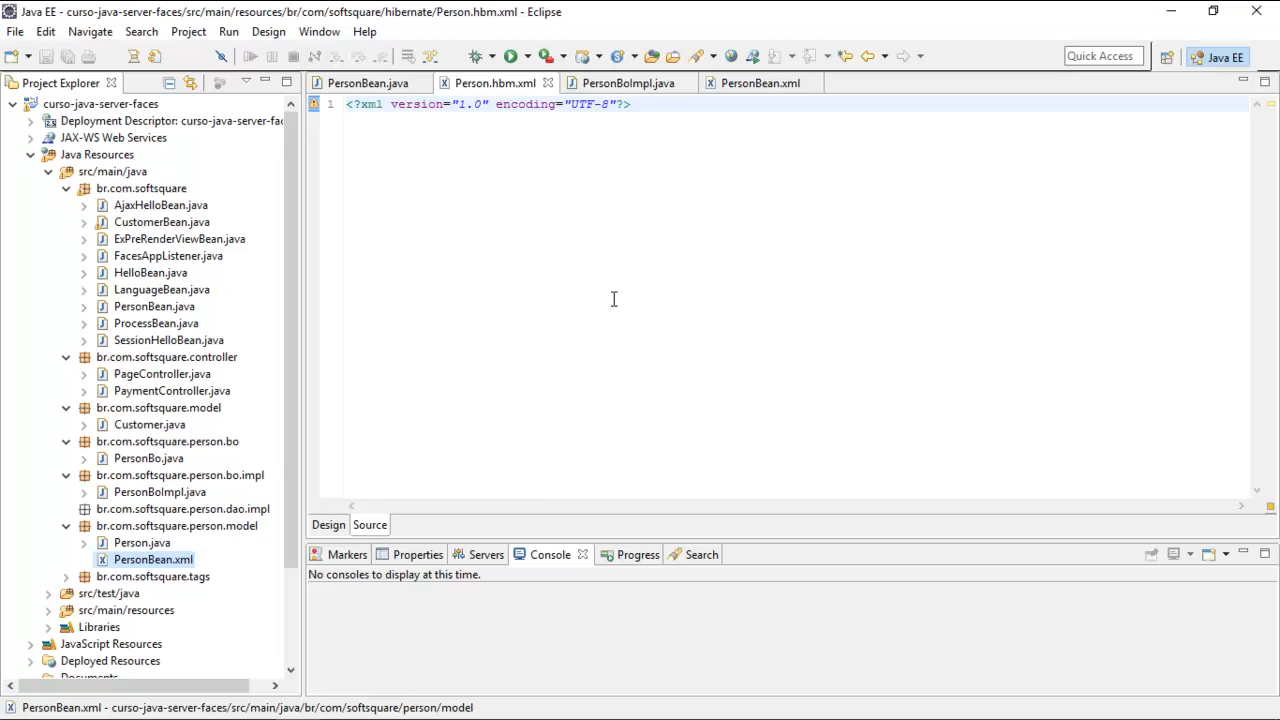 Java EE - curso-java-server-faces/src/main/resources/br/com/softsquare/hibernate/Person.hbm.xml - Eclipse
File Edit Navigate Search Project Run Design Window Help
Quick Access
Java EE
Project Explorer
PersonBean.java
Person.hbm.xml
PersonBoImpl.java
PersonBean.xml
1 <?xml version="1.0" encoding="UTF-8"?>
curso-java-server-faces
Deployment Descriptor: curso-java-server-fac
JAX-WS Web Services
Java Resources
src/main/java
br.com.softsquare
AjaxHelloBean.java
CustomerBean.java
ExPreRenderViewBean.java
FacesAppListener.java
HelloBean.java
LanguageBean.java
PersonBean.java
ProcessBean.java
SessionHelloBean.java
br.com.softsquare.controller
PageController.java
PaymentController.java
br.com.softsquare.model
Customer.java
br.com.softsquare.person.bo
PersonBo.java
br.com.softsquare.person.bo.impl
PersonBoImpl.java
br.com.softsquare.person.dao.impl
br.com.softsquare.person.model
Person.java
PersonBean.xml
br.com.softsquare.tags
src/test/java
src/main/resources
Libraries
JavaScript Resources
Deployed Resources
Design Source
Markers Properties Servers Console Progress Search
No consoles to display at this time.
PersonBean.xml - curso-java-server-faces/src/main/java/br/com/softsquare/person/model